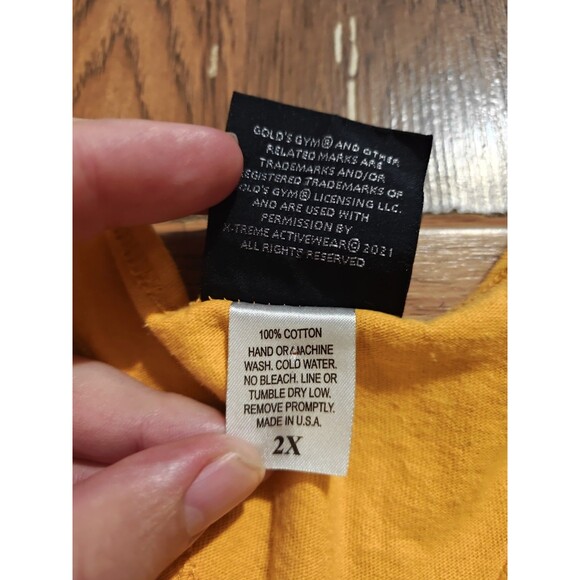 GOLD'S GYM® AND OTHER
RELATED MARKS ARE
TRADEMARKS AND/OR
REGISTERED TRADEMARKS OF
GOLD'S GYM® LICENSING LLC.
AND ARE USED WITH
PERMISSION BY
X-TREME ACTIVEWEAR© 2021
ALL RIGHTS RESERVED
100% COTTON
HAND OR MACHINE
WASH. COLD WATER.
NO BLEACH. LINE OR
TUMBLE DRY LOW.
REMOVE PROMPTLY.
MADE IN U.S.A.
2X